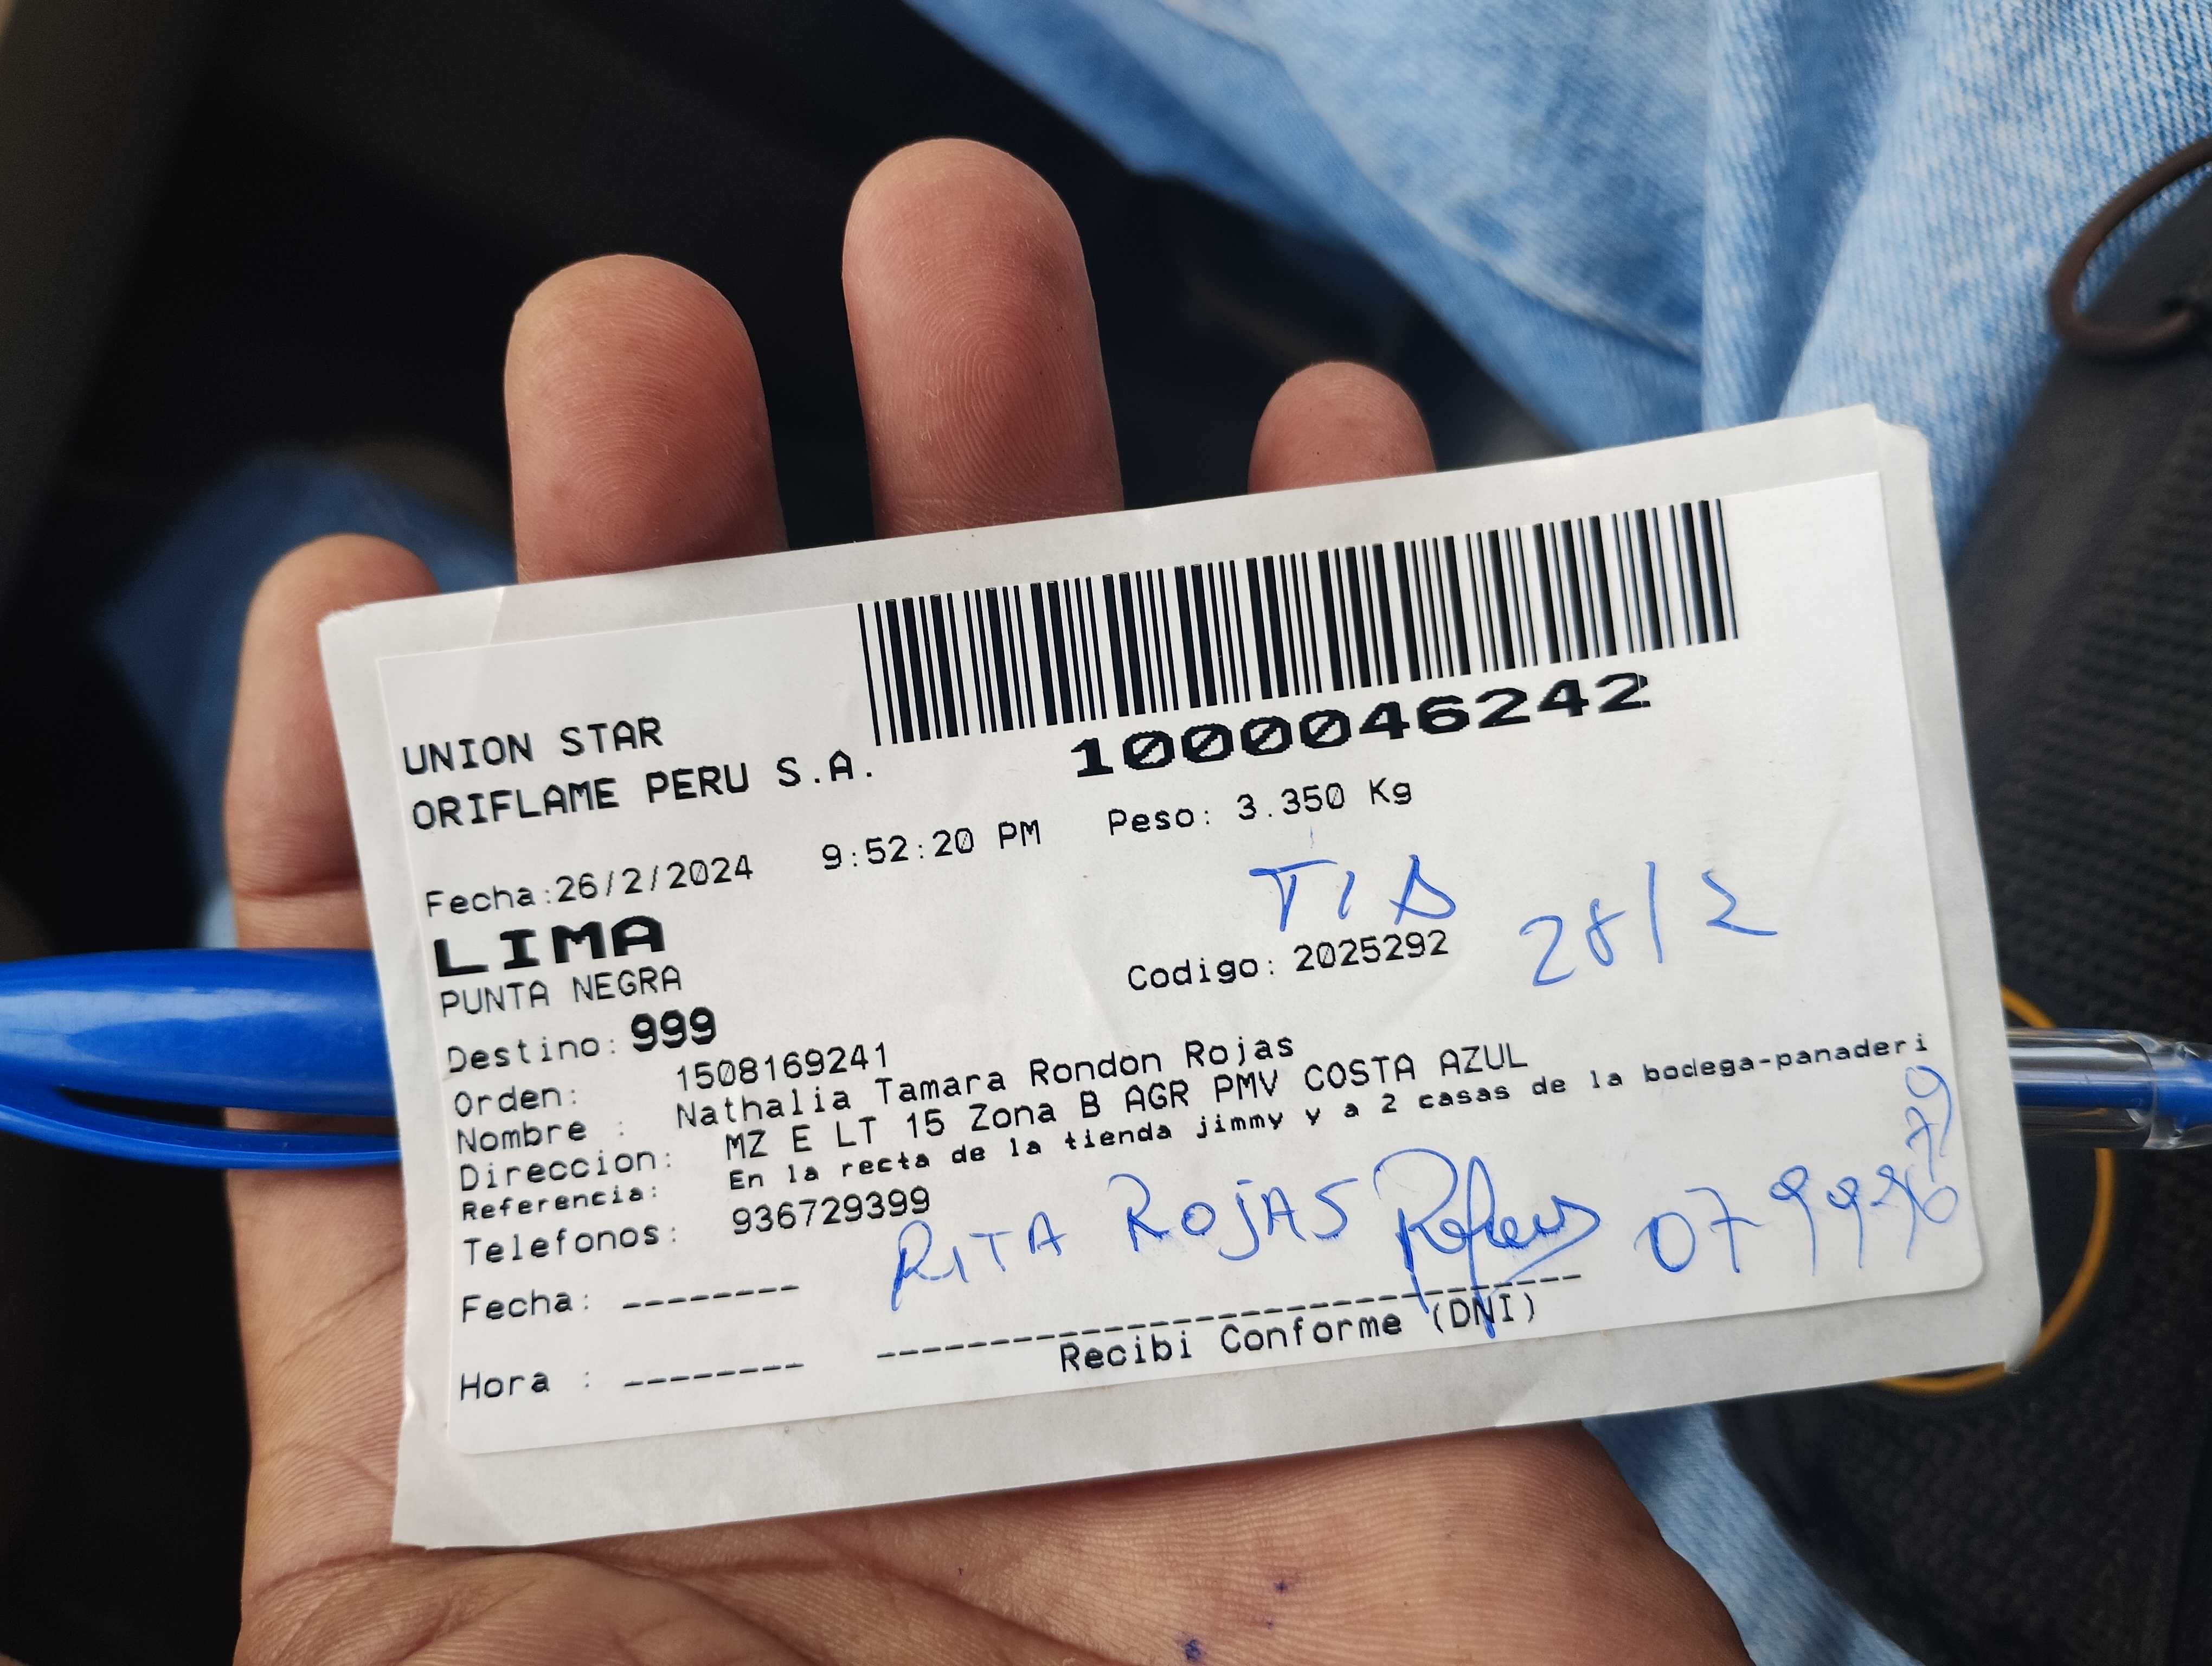 1000046242
UNION STAR
ORIFLAME PERU S.A.
Fecha:26/2/2024 9:52:20 PM Peso: 3.350 Kg
LIMA TIA
PUNTA NEGRA Codigo: 2025292 28/2
Destino: 999
Orden: 1508169241
Nombre : Nathalia Tamara Rondon Rojas
Direccion: MZ E LT 15 Zona B AGR PMV COSTA AZUL
Referencia: En la recta de la tienda jimmy y a 2 casas de la bodega-panaderi
Telefonos: 936729399
RITA ROJAS
Fecha: --------
Hora : --------
Recibi Conforme (DNI)